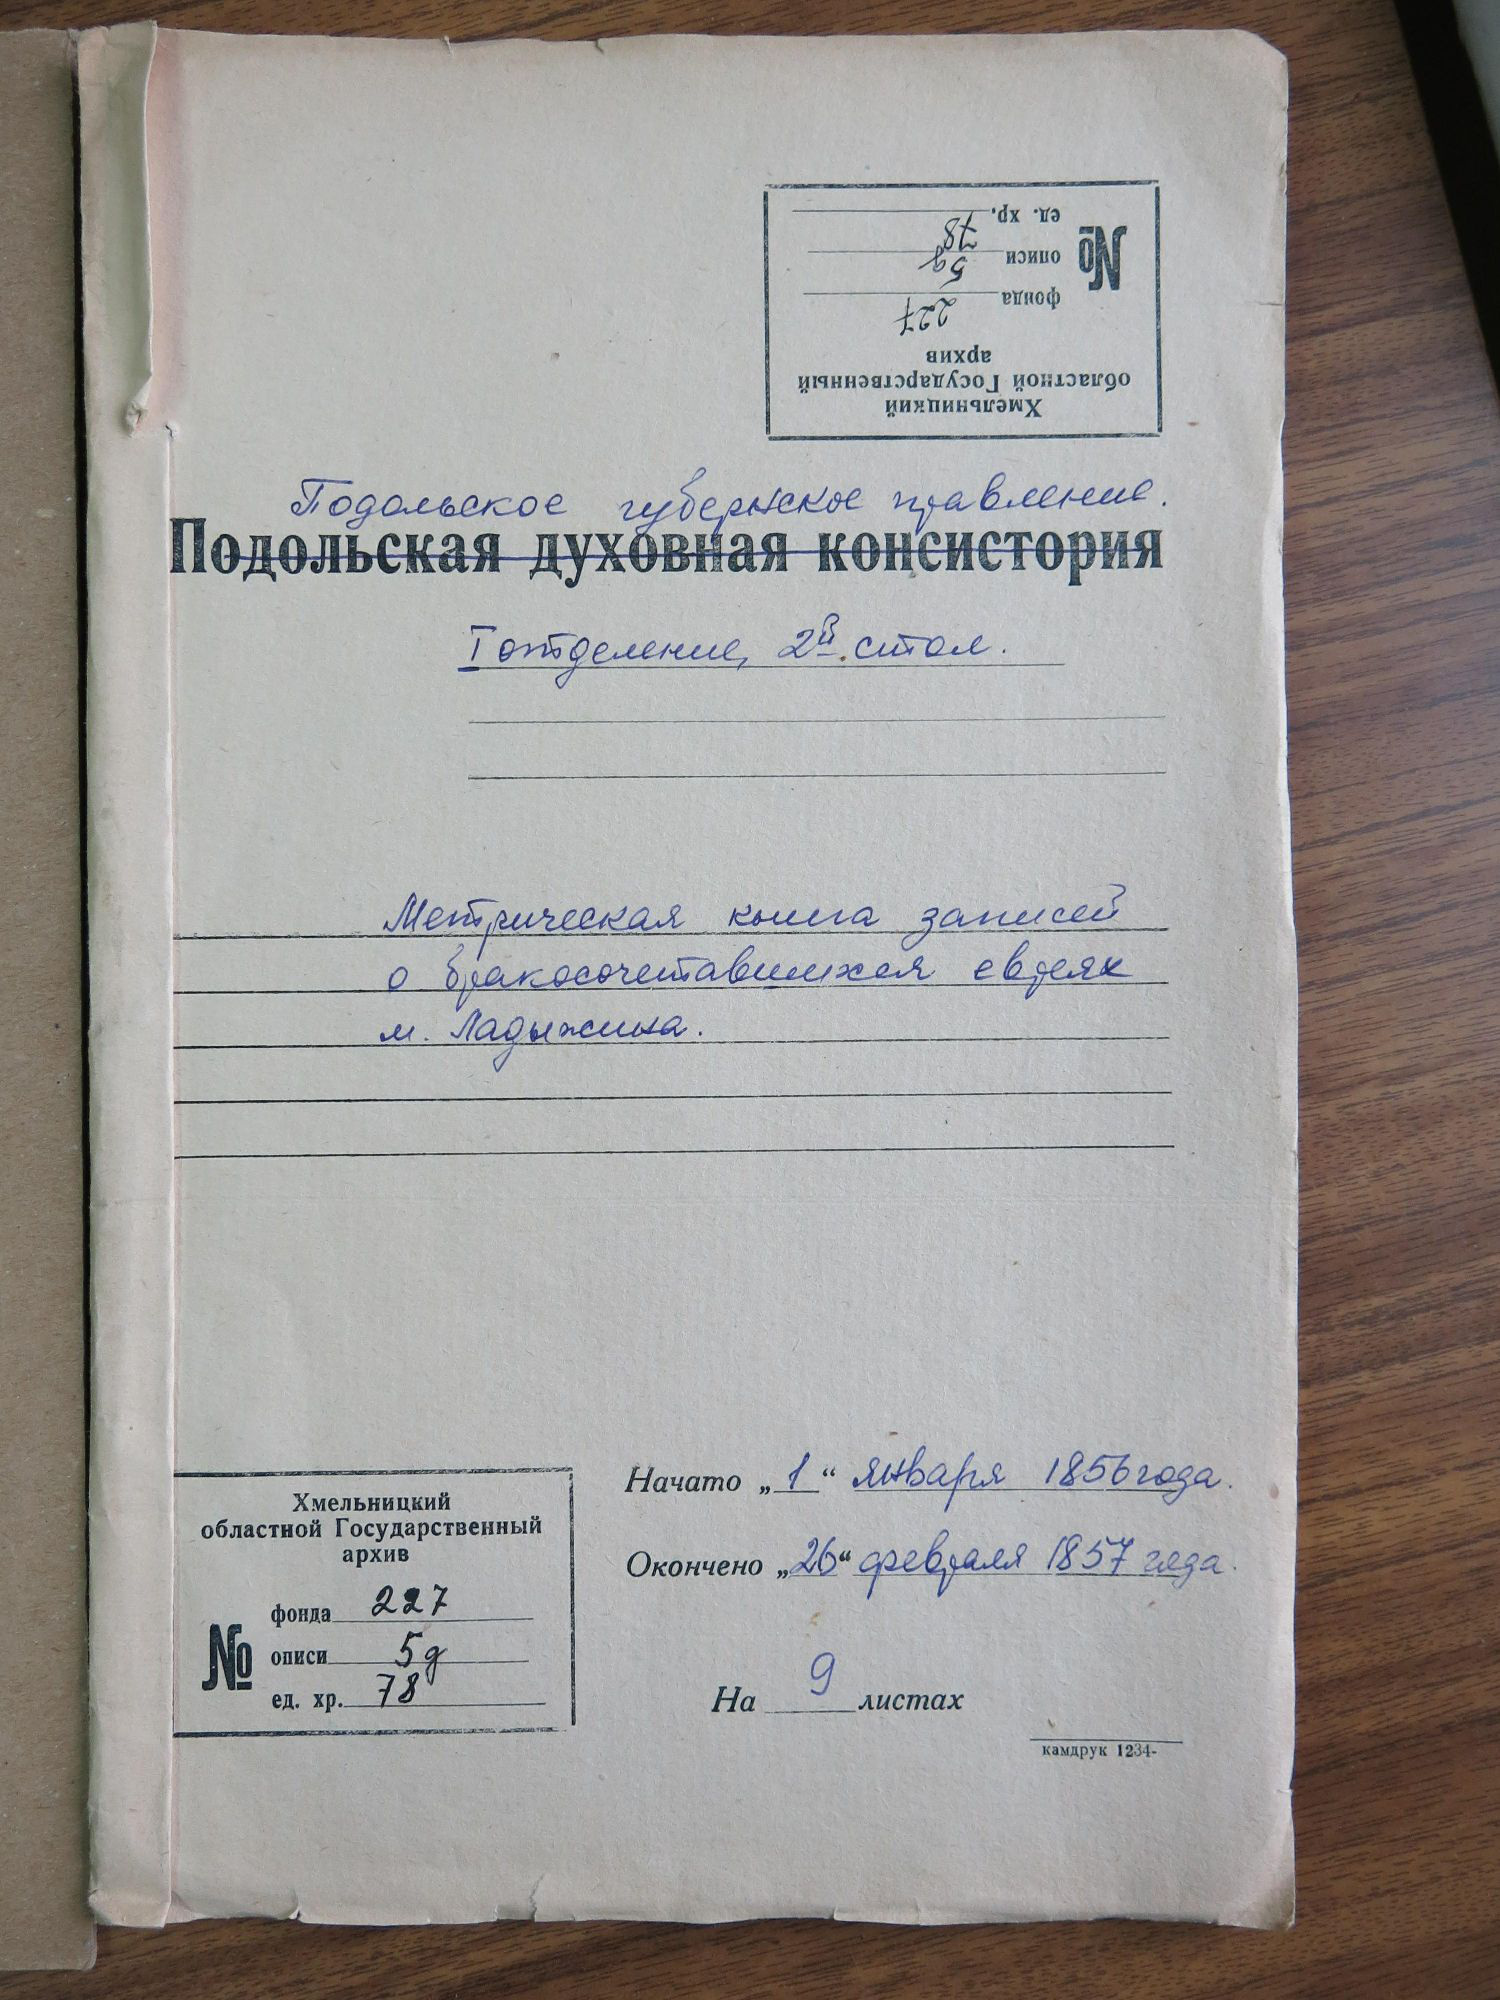 Хмельницкий
областной Государственный
архив
№
фонда 227
описи 5д
ед. хр. 78
Подольское губернское правление.
Подольская духовная консистория
I отделение, 2й стол.
Метрическая книга записей
о бракосочетавшихся евреях
м. Ладыжина.
Начато „1“ января 1856 года.
Окончено „26“ февраля 1857 года.
На 9 листах
Хмельницкий
областной Государственный
архив
№
фонда 227
описи 5д
ед. хр. 78
камдрук 1234-